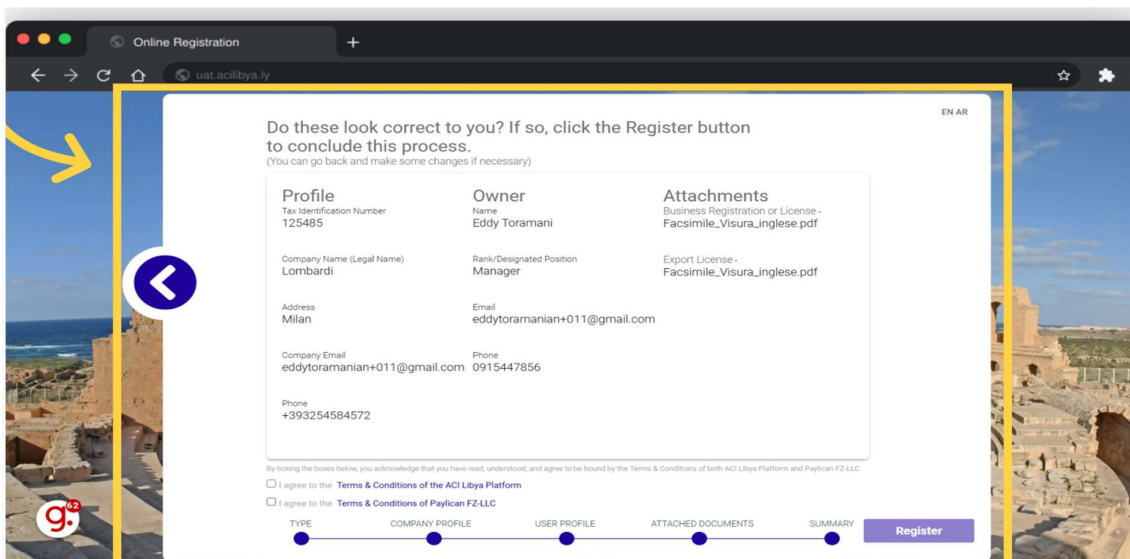 Online Registration
uat.acilibya.ly
EN AR
Do these look correct to you? If so, click the Register button
to conclude this process.
(You can go back and make some changes if necessary)
Profile
Tax Identification Number
125485
Company Name (Legal Name)
Lombardi
Address
Milan
Company Email
eddytoramanian+011@gmail.com
Phone
+393254584572
Owner
Name
Eddy Toramani
Rank/Designated Position
Manager
Email
eddytoramanian+011@gmail.com
Phone
0915447856
Attachments
Business Registration or License -
Facsimile_Visura_inglese.pdf
Export License -
Facsimile_Visura_inglese.pdf
By ticking the boxes below, you acknowledge that you have read, understood, and agree to be bound by the Terms & Conditions of both ACI Libya Platform and Paylican FZ-LLC
I agree to the Terms & Conditions of the ACI Libya Platform
I agree to the Terms & Conditions of Paylican FZ-LLC
TYPE COMPANY PROFILE USER PROFILE ATTACHED DOCUMENTS SUMMARY
Register
g. 62